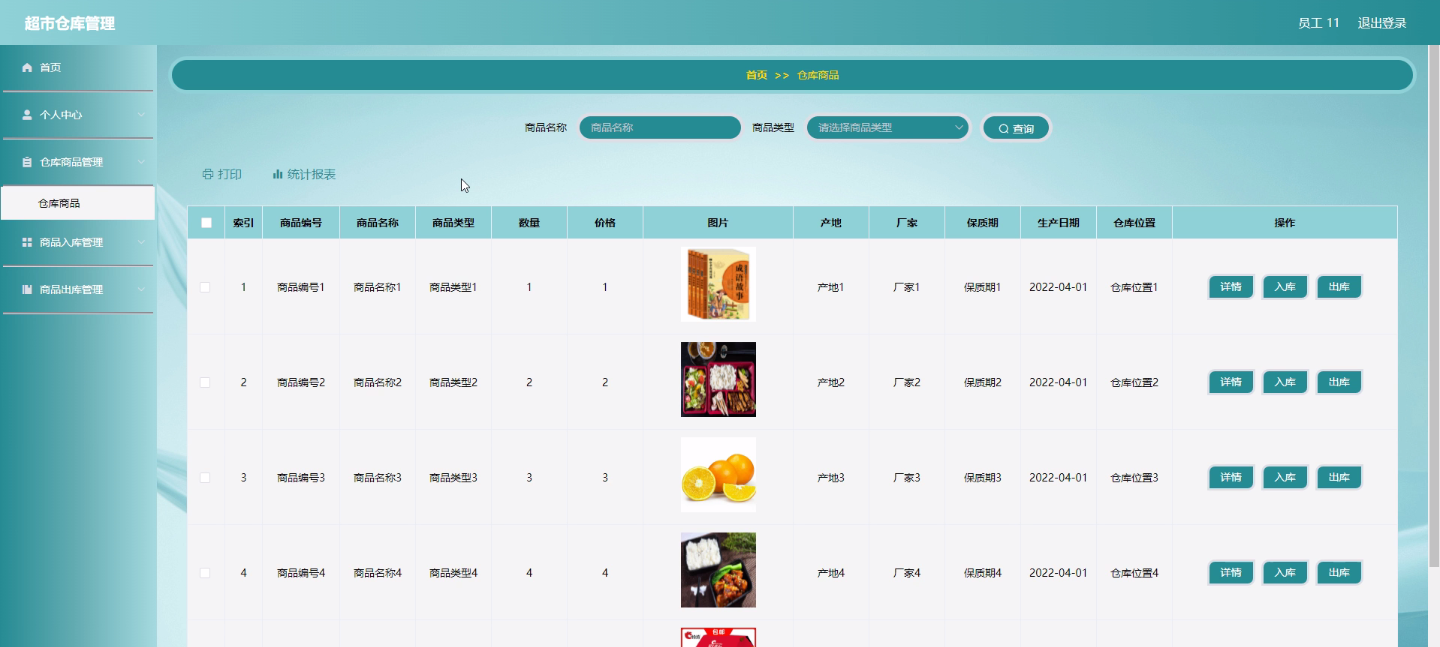 超市仓库管理
员工 11 退出登录
首页
个人中心
仓库商品管理
仓库商品
商品入库管理
商品出库管理
首页 >> 仓库商品
商品名称 商品名称 商品类型 请选择商品类型 查询
打印 统计报表
索引 商品编号 商品名称 商品类型 数量 价格 图片 产地 厂家 保质期 生产日期 仓库位置 操作
1 商品编号1 商品名称1 商品类型1 1 1 产地1 厂家1 保质期1 2022-04-01 仓库位置1 详情 入库 出库
成语故事
2 商品编号2 商品名称2 商品类型2 2 2 产地2 厂家2 保质期2 2022-04-01 仓库位置2 详情 入库 出库
3 商品编号3 商品名称3 商品类型3 3 3 产地3 厂家3 保质期3 2022-04-01 仓库位置3 详情 入库 出库
4 商品编号4 商品名称4 商品类型4 4 4 产地4 厂家4 保质期4 2022-04-01 仓库位置4 详情 入库 出库